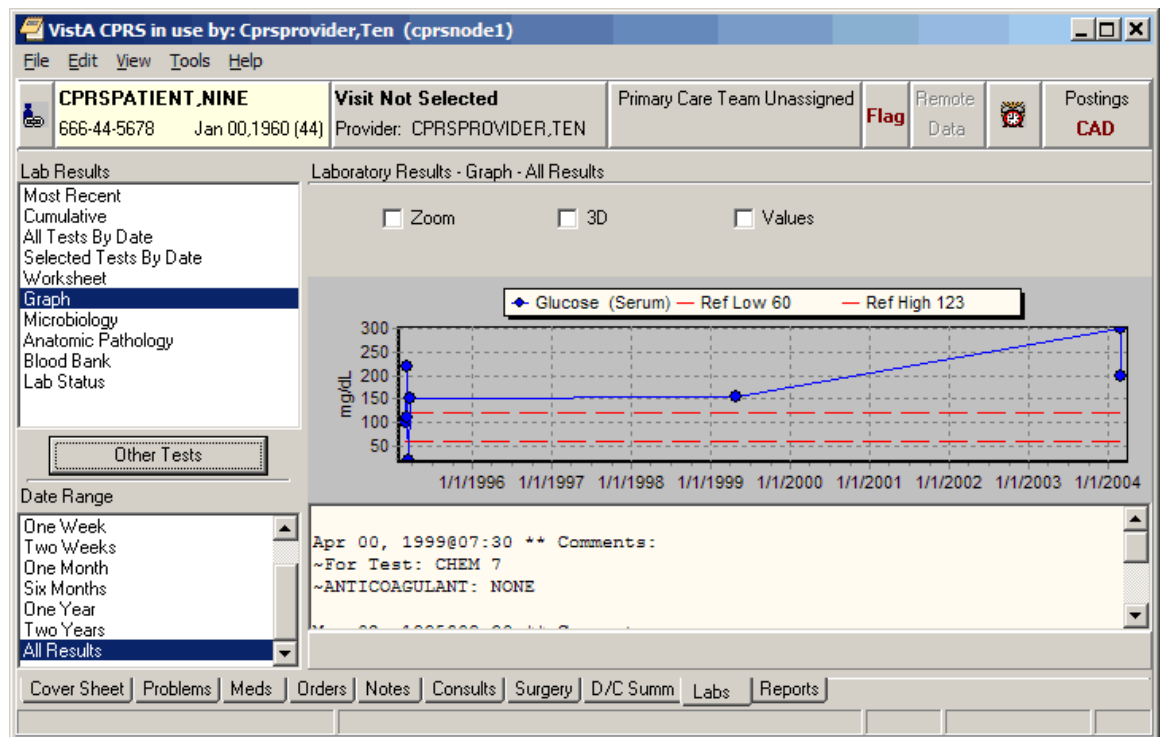 VistA CPRS in use by: Cprsprovider,Ten (cprsnode1)
File Edit View Tools Help
CPRSPATIENT,NINE
666-44-5678 Jan 00,1960 (44)
Visit Not Selected
Provider: CPRSPROVIDER,TEN
Primary Care Team Unassigned
Flag
Remote
Data
Postings
CAD
Lab Results
Most Recent
Cumulative
All Tests By Date
Selected Tests By Date
Worksheet
Graph
Microbiology
Anatomic Pathology
Blood Bank
Lab Status
Other Tests
Date Range
One Week
Two Weeks
One Month
Six Months
One Year
Two Years
All Results
Laboratory Results - Graph - All Results
Zoom 3D Values
Glucose (Serum) Ref Low 60 Ref High 123
mg/dL
300
250
200
150
100
50
1/1/1996 1/1/1997 1/1/1998 1/1/1999 1/1/2000 1/1/2001 1/1/2002 1/1/2003 1/1/2004
Apr 00, 1999@07:30 ** Comments:
~For Test: CHEM 7
~ANTICOAGULANT: NONE
Cover Sheet Problems Meds Orders Notes Consults Surgery D/C Summ Labs Reports